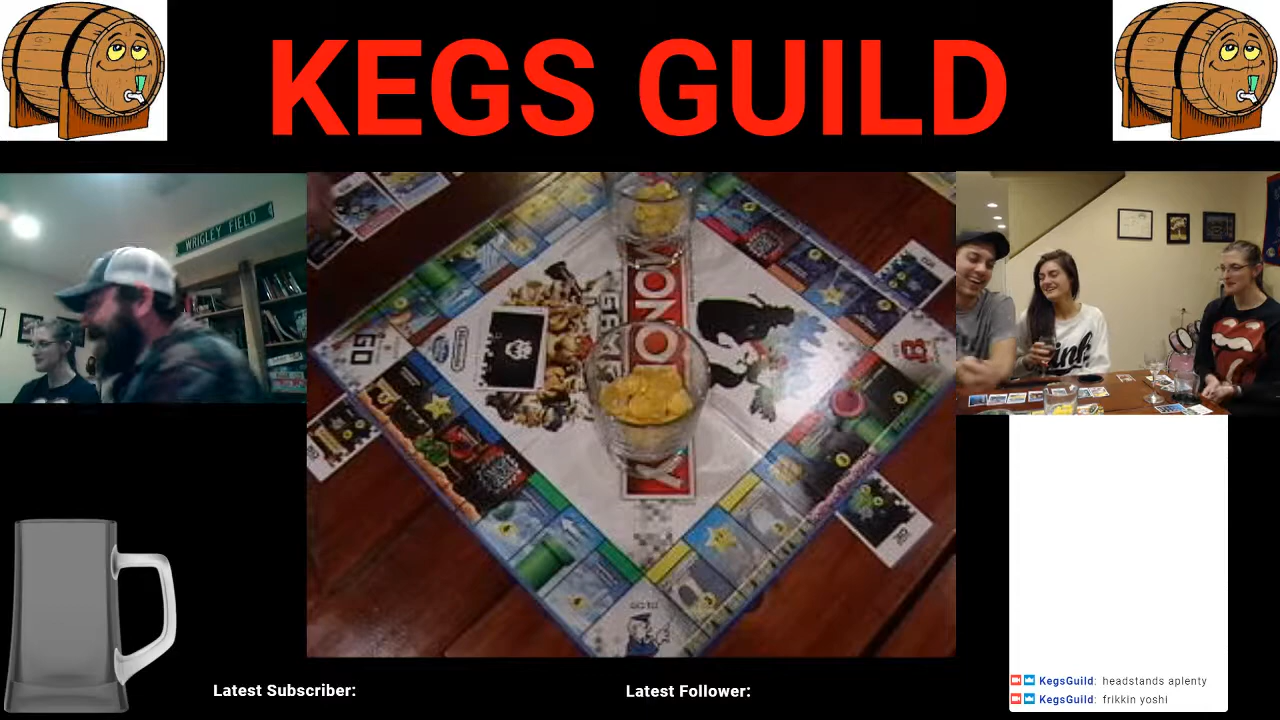 KEGS GUILD
WRIGLEY FIELD
MONOPOLY
GO
Latest Subscriber:
Latest Follower:
KegsGuild: headstands aplenty
KegsGuild: frikkin yoshi